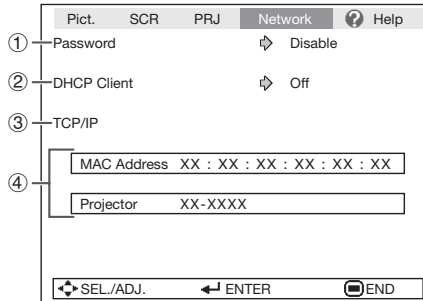 Pict. SCR PRJ Network ? Help
① Password Disable
② DHCP Client Off
③ TCP/IP
④
MAC Address XX : XX : XX : XX : XX : XX
Projector XX-XXXX
SEL./ADJ. ENTER END